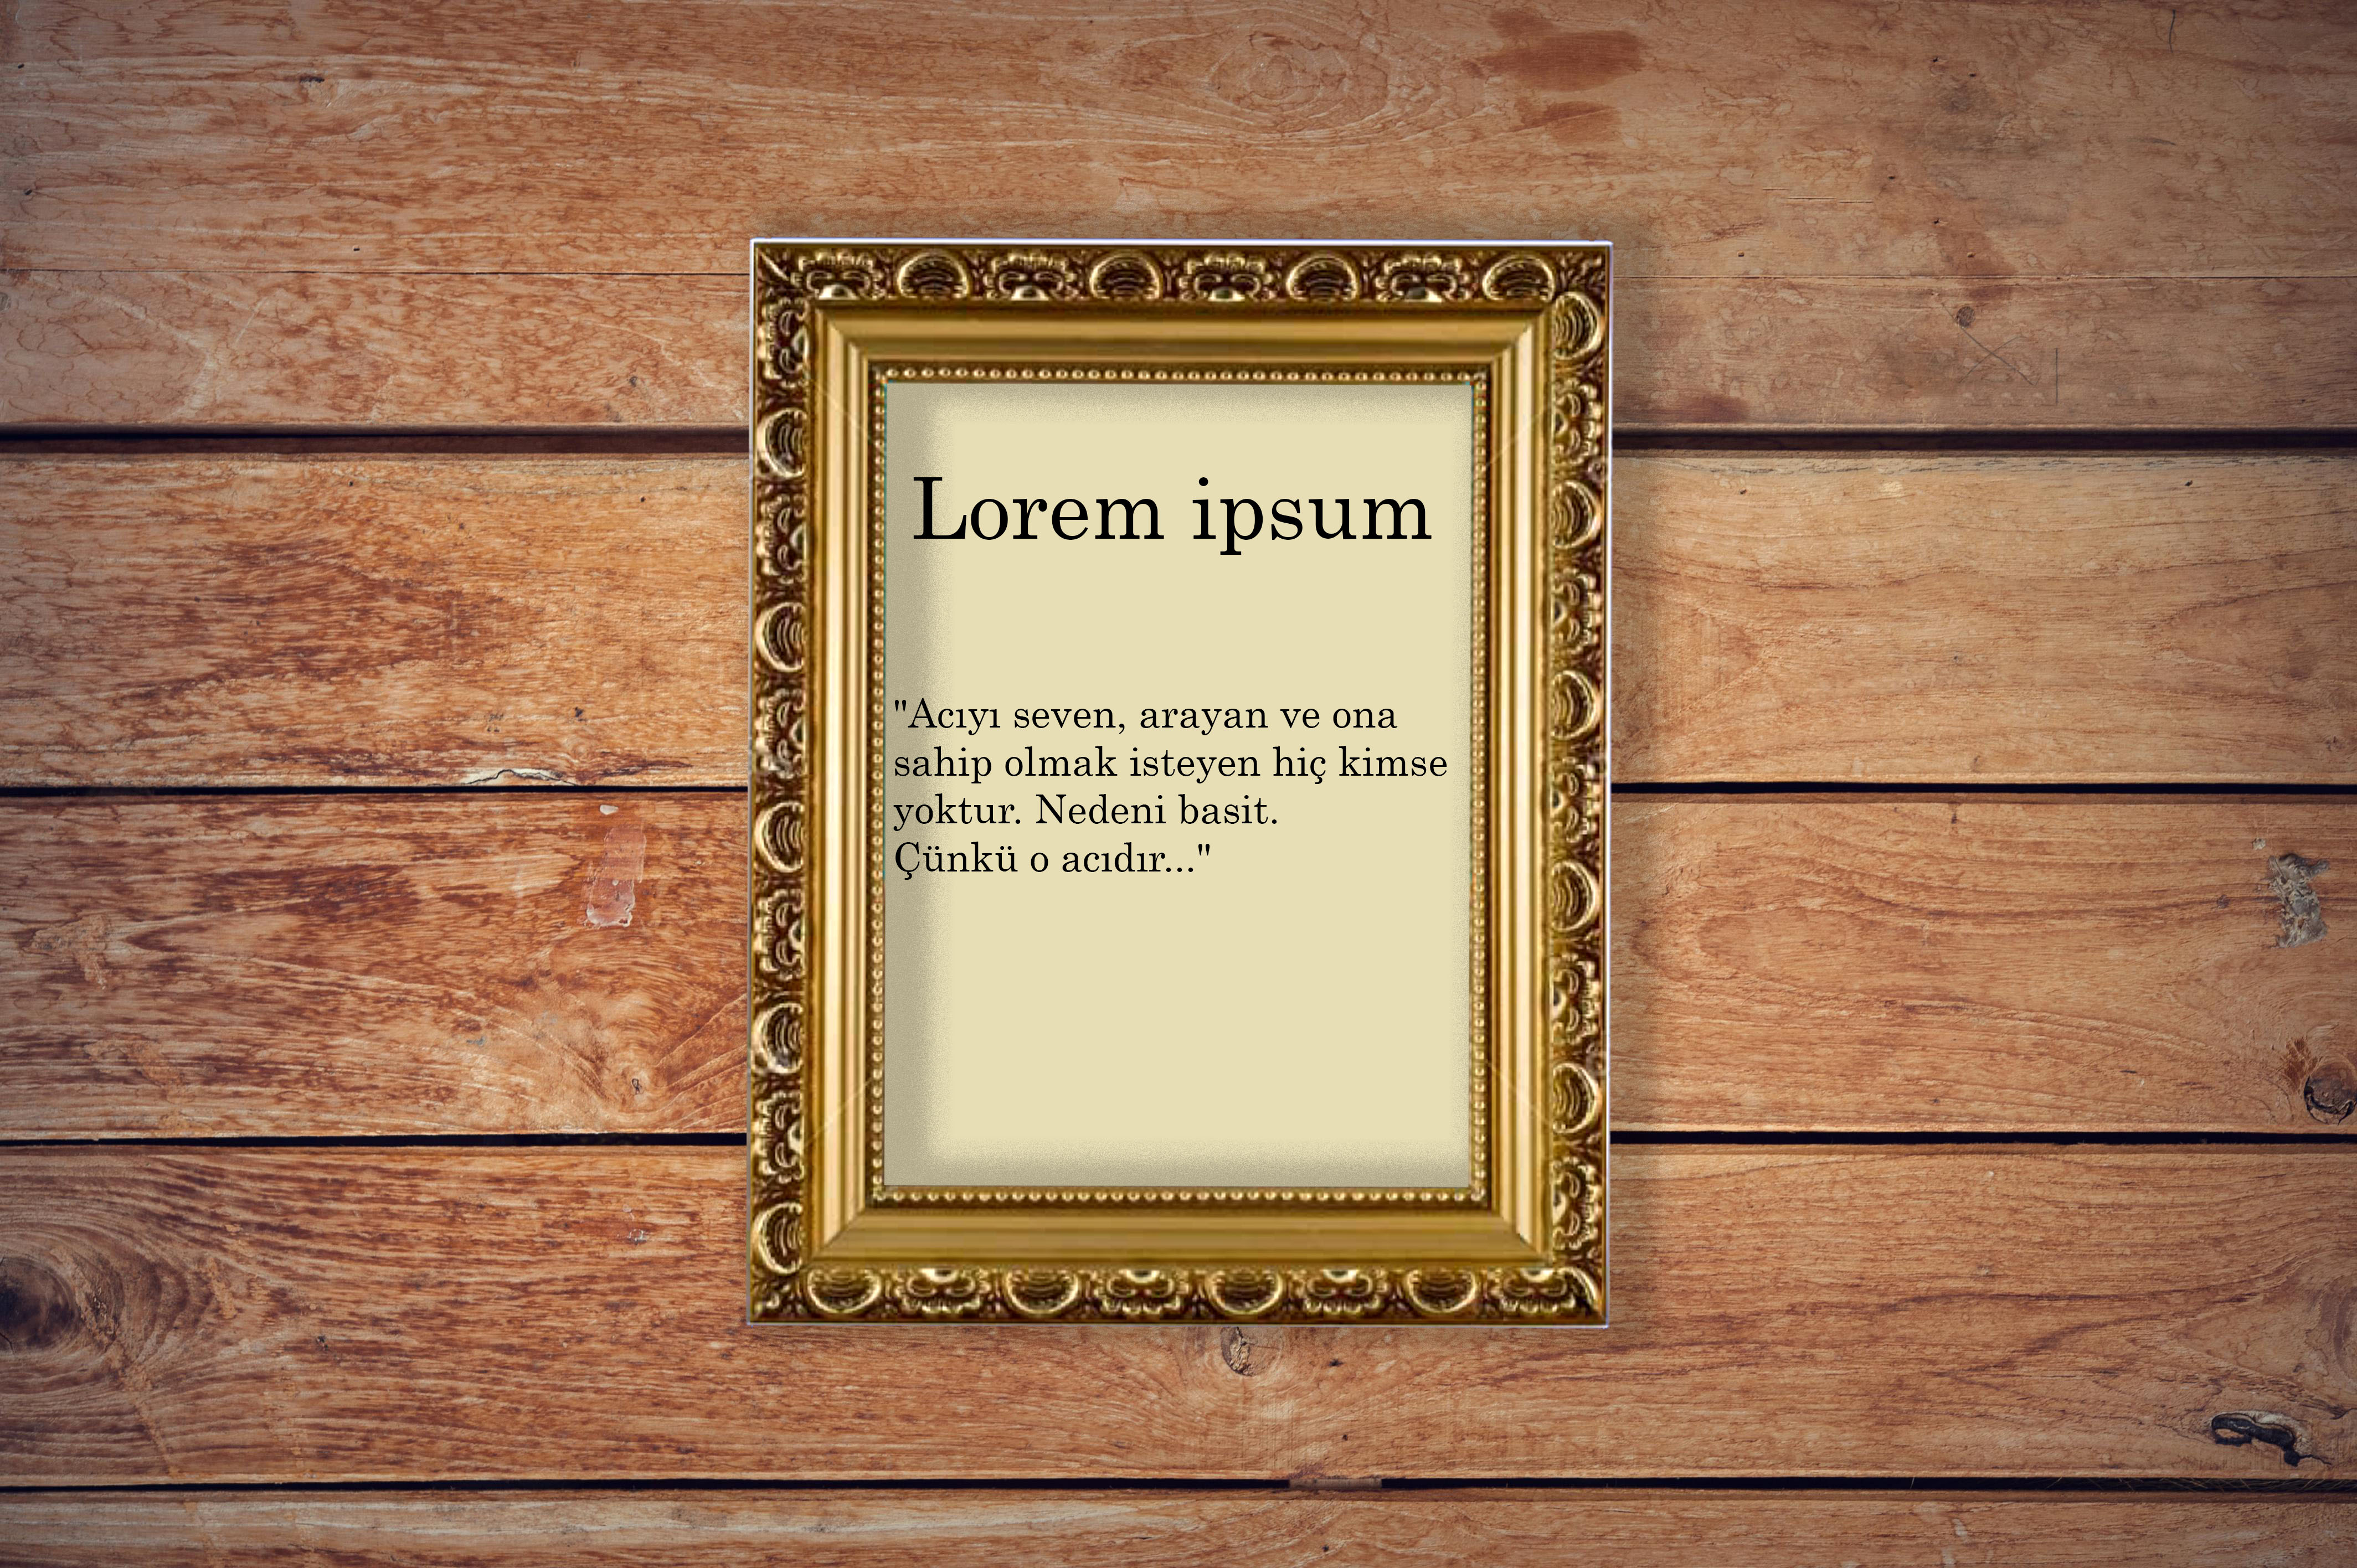 Lorem ipsum
"Acıyı seven, arayan ve ona
sahip olmak isteyen hiç kimse
yoktur. Nedeni basit.
Çünkü o acıdır..."